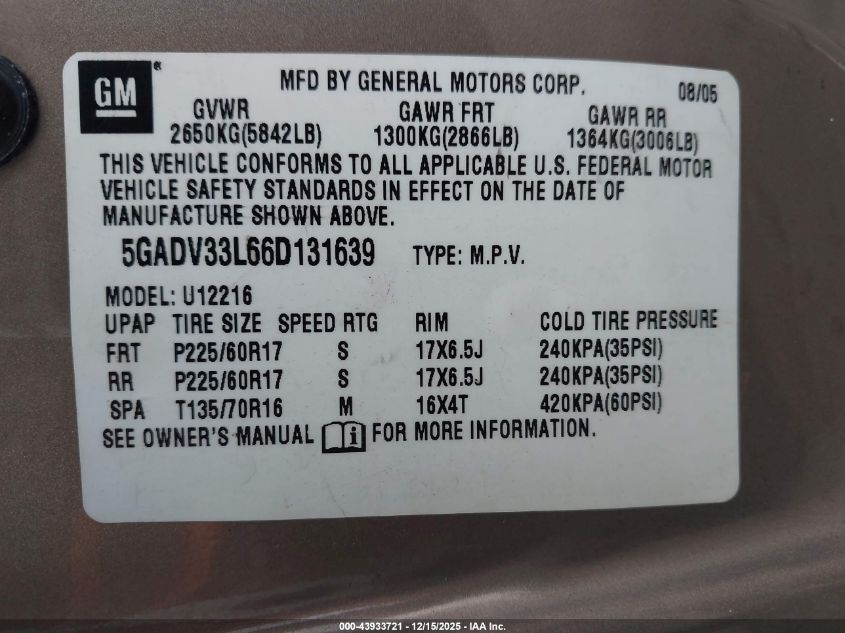 GM ®
MFD BY GENERAL MOTORS CORP. 08/05
GVWR GAWR FRT GAWR RR
2650KG(5842LB) 1300KG(2866LB) 1364KG(3006LB)
THIS VEHICLE CONFORMS TO ALL APPLICABLE U.S. FEDERAL MOTOR
VEHICLE SAFETY STANDARDS IN EFFECT ON THE DATE OF
MANUFACTURE SHOWN ABOVE.
5GADV33L66D131639 TYPE: M.P.V.
MODEL: U12216
UPAP TIRE SIZE SPEED RTG RIM COLD TIRE PRESSURE
FRT P225/60R17 S 17X6.5J 240KPA(35PSI)
RR P225/60R17 S 17X6.5J 240KPA(35PSI)
SPA T135/70R16 M 16X4T 420KPA(60PSI)
SEE OWNER'S MANUAL i FOR MORE INFORMATION.
000-43933721 - 12/15/2025 - IAA Inc.